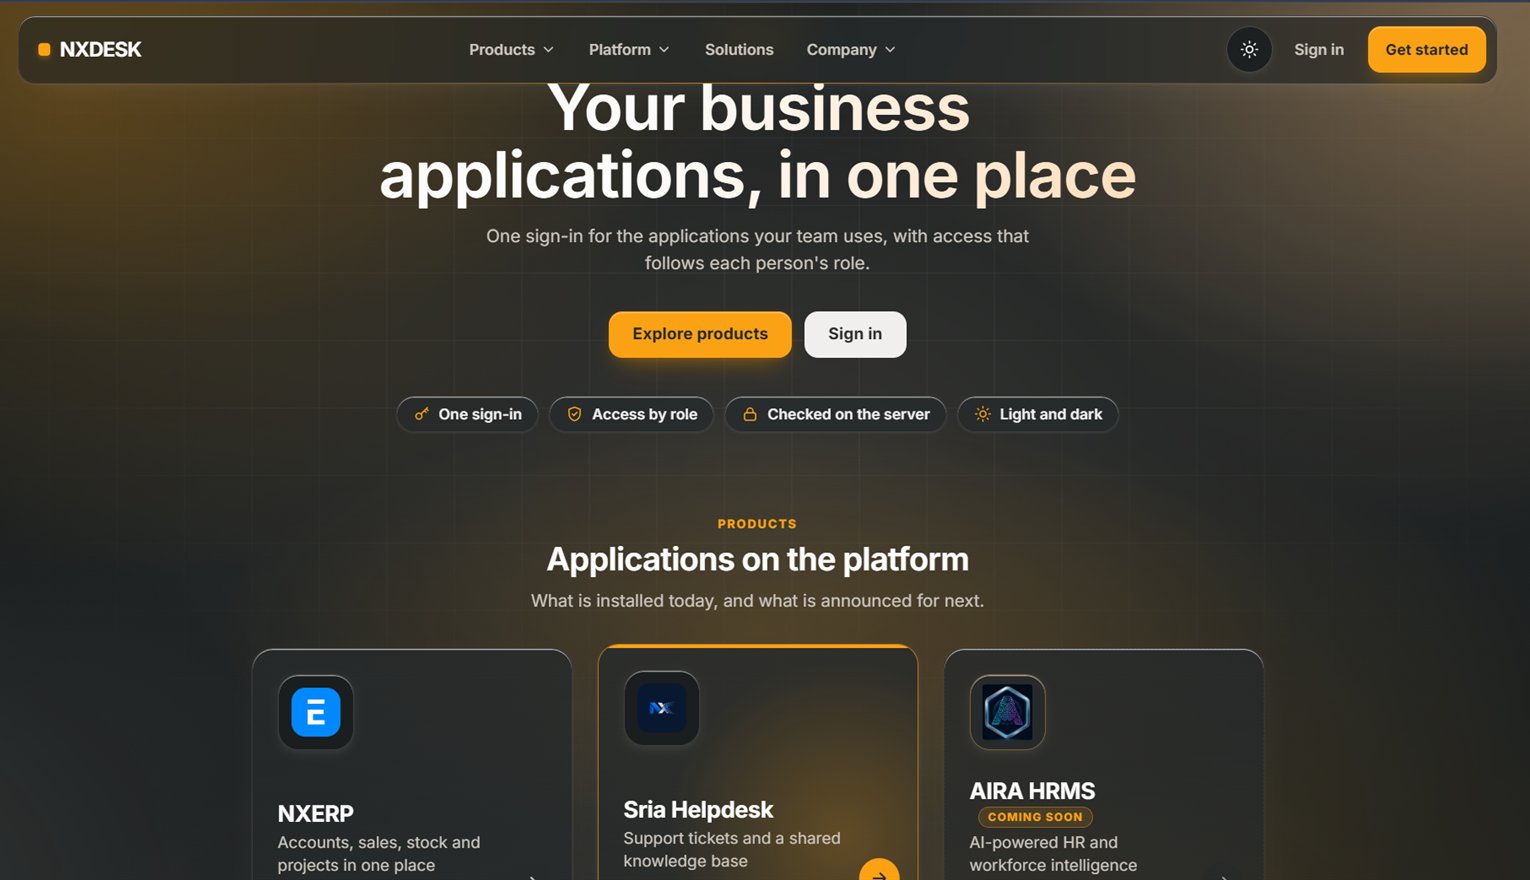 NXDESK
Products
Platform
Solutions
Company
Sign in
Get started
Your business
applications, in one place
One sign-in for the applications your team uses, with access that
follows each person's role.
Explore products
Sign in
One sign-in
Access by role
Checked on the server
Light and dark
PRODUCTS
Applications on the platform
What is installed today, and what is announced for next.
E
NX
A
NXERP
Accounts, sales, stock and
projects in one place
Sria Helpdesk
Support tickets and a shared
knowledge base
AIRA HRMS
COMING SOON
AI-powered HR and
workforce intelligence